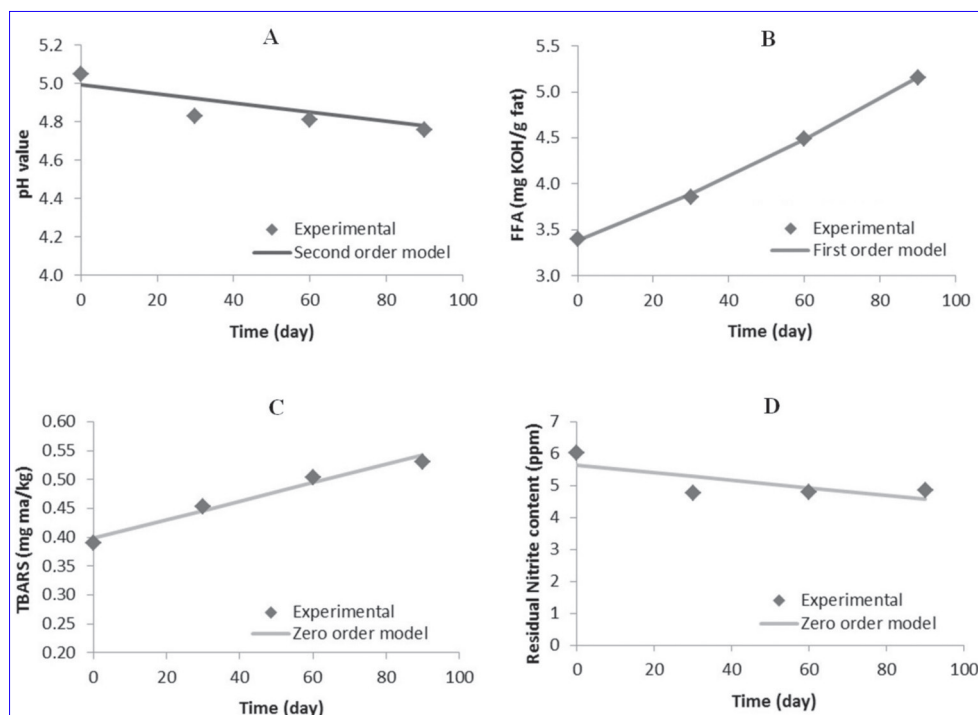 A
5.2
5.0
4.8
4.6
4.4
4.2
4.0
pH value
Experimental
Second order model
0 20 40 60 80 100
Time (day)
B
5.5
5.0
4.5
4.0
3.5
3.0
FFA (mg KOH/g fat)
Experimental
First order model
0 20 40 60 80 100
Time (day)
C
0.60
0.55
0.50
0.45
0.40
0.35
0.30
0.25
0.20
TBARS (mg ma/kg)
Experimental
Zero order model
0 20 40 60 80 100
Time (day)
D
7
6
5
4
3
2
1
0
Residual Nitrite content (ppm)
Experimental
Zero order model
0 20 40 60 80 100
Time (day)